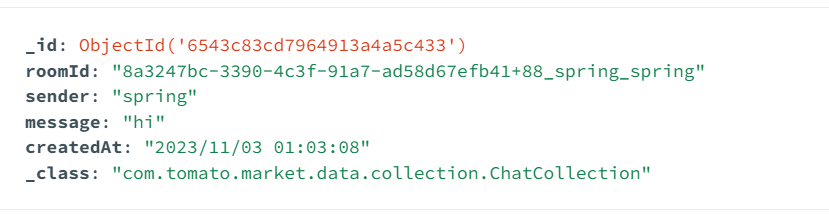 _id: ObjectId('6543c83cd7964913a4a5c433')
roomId: "8a3247bc-3390-4c3f-91a7-ad58d67efb41+88_spring_spring"
sender: "spring"
message: "hi"
createdAt: "2023/11/03 01:03:08"
_class: "com.tomato.market.data.collection.ChatCollection"